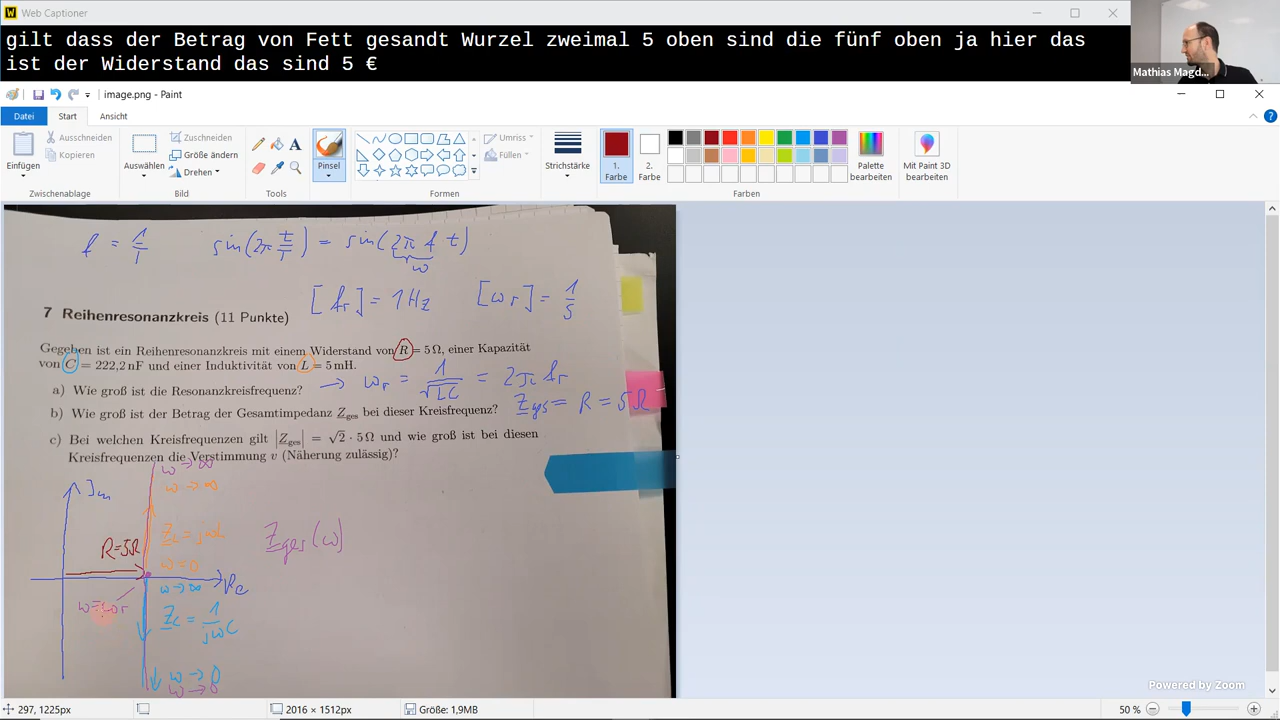 Web Captioner
gilt dass der Betrag von Fett gesandt Wurzel zweimal 5 oben sind die fünf oben ja hier das
ist der Widerstand das sind 5 €
Mathias Magd...
image.png - Paint
Datei Start Ansicht
Einfügen
Ausschneiden
Kopieren
Zwischenablage
Auswählen
Zuschneiden
Größe ändern
Drehen
Bild
A
Tools
Pinsel
Umriss
Füllen
Formen
Strichstärke
1. Farbe
2. Farbe
Palette bearbeiten
Farben
Mit Paint 3D bearbeiten
f = 1/T sin(2π t/T) = sin(2π f t)
ω
[fr] = 1Hz [ωr] = 1/s
7 Reihenresonanzkreis (11 Punkte)
Gegeben ist ein Reihenresonanzkreis mit einem Widerstand von R = 5 Ω, einer Kapazität
von C = 222,2 nF und einer Induktivität von L = 5 mH.
a) Wie groß ist die Resonanzkreisfrequenz? → ωr = 1/√LC = 2π fr
b) Wie groß ist der Betrag der Gesamtimpedanz Zges bei dieser Kreisfrequenz? Zges = R = 5Ω
c) Bei welchen Kreisfrequenzen gilt |Zges| = √2 · 5 Ω und wie groß ist bei diesen
Kreisfrequenzen die Verstimmung v (Näherung zulässig)?
ω → ∞
Im ω → ∞
ZL = jωL
Zges(ω)
R=5Ω
ω = 0
Re
ω → ∞
ω = ωr
ZC = 1/jωC
ω → 0
ω → 0
Powered by Zoom
297, 1225px
2016 × 1512px
Größe: 1,9MB
50 %